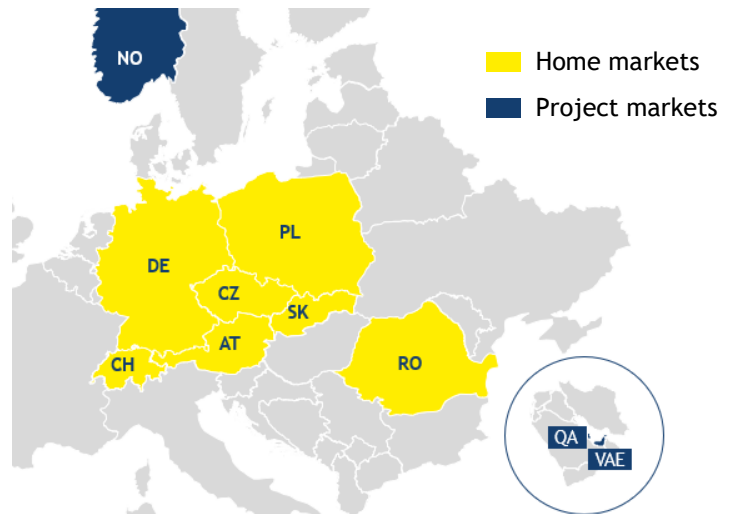 NO
Home markets
Project markets
PL
DE
CZ
SK
AT
CH
RO
QA
VAE